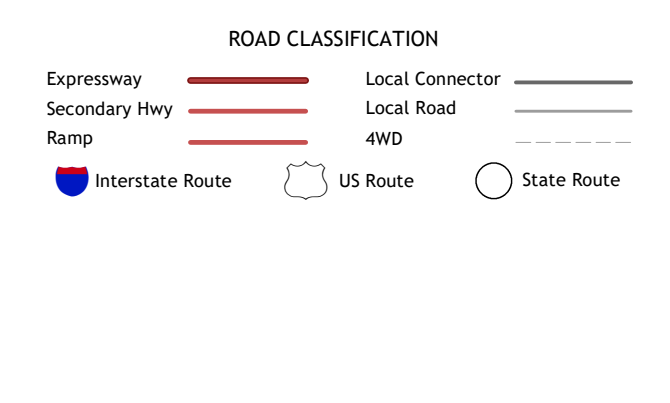 ROAD CLASSIFICATION
Expressway
Local Connector
Secondary Hwy
Local Road
Ramp
4WD
Interstate Route
US Route
State Route